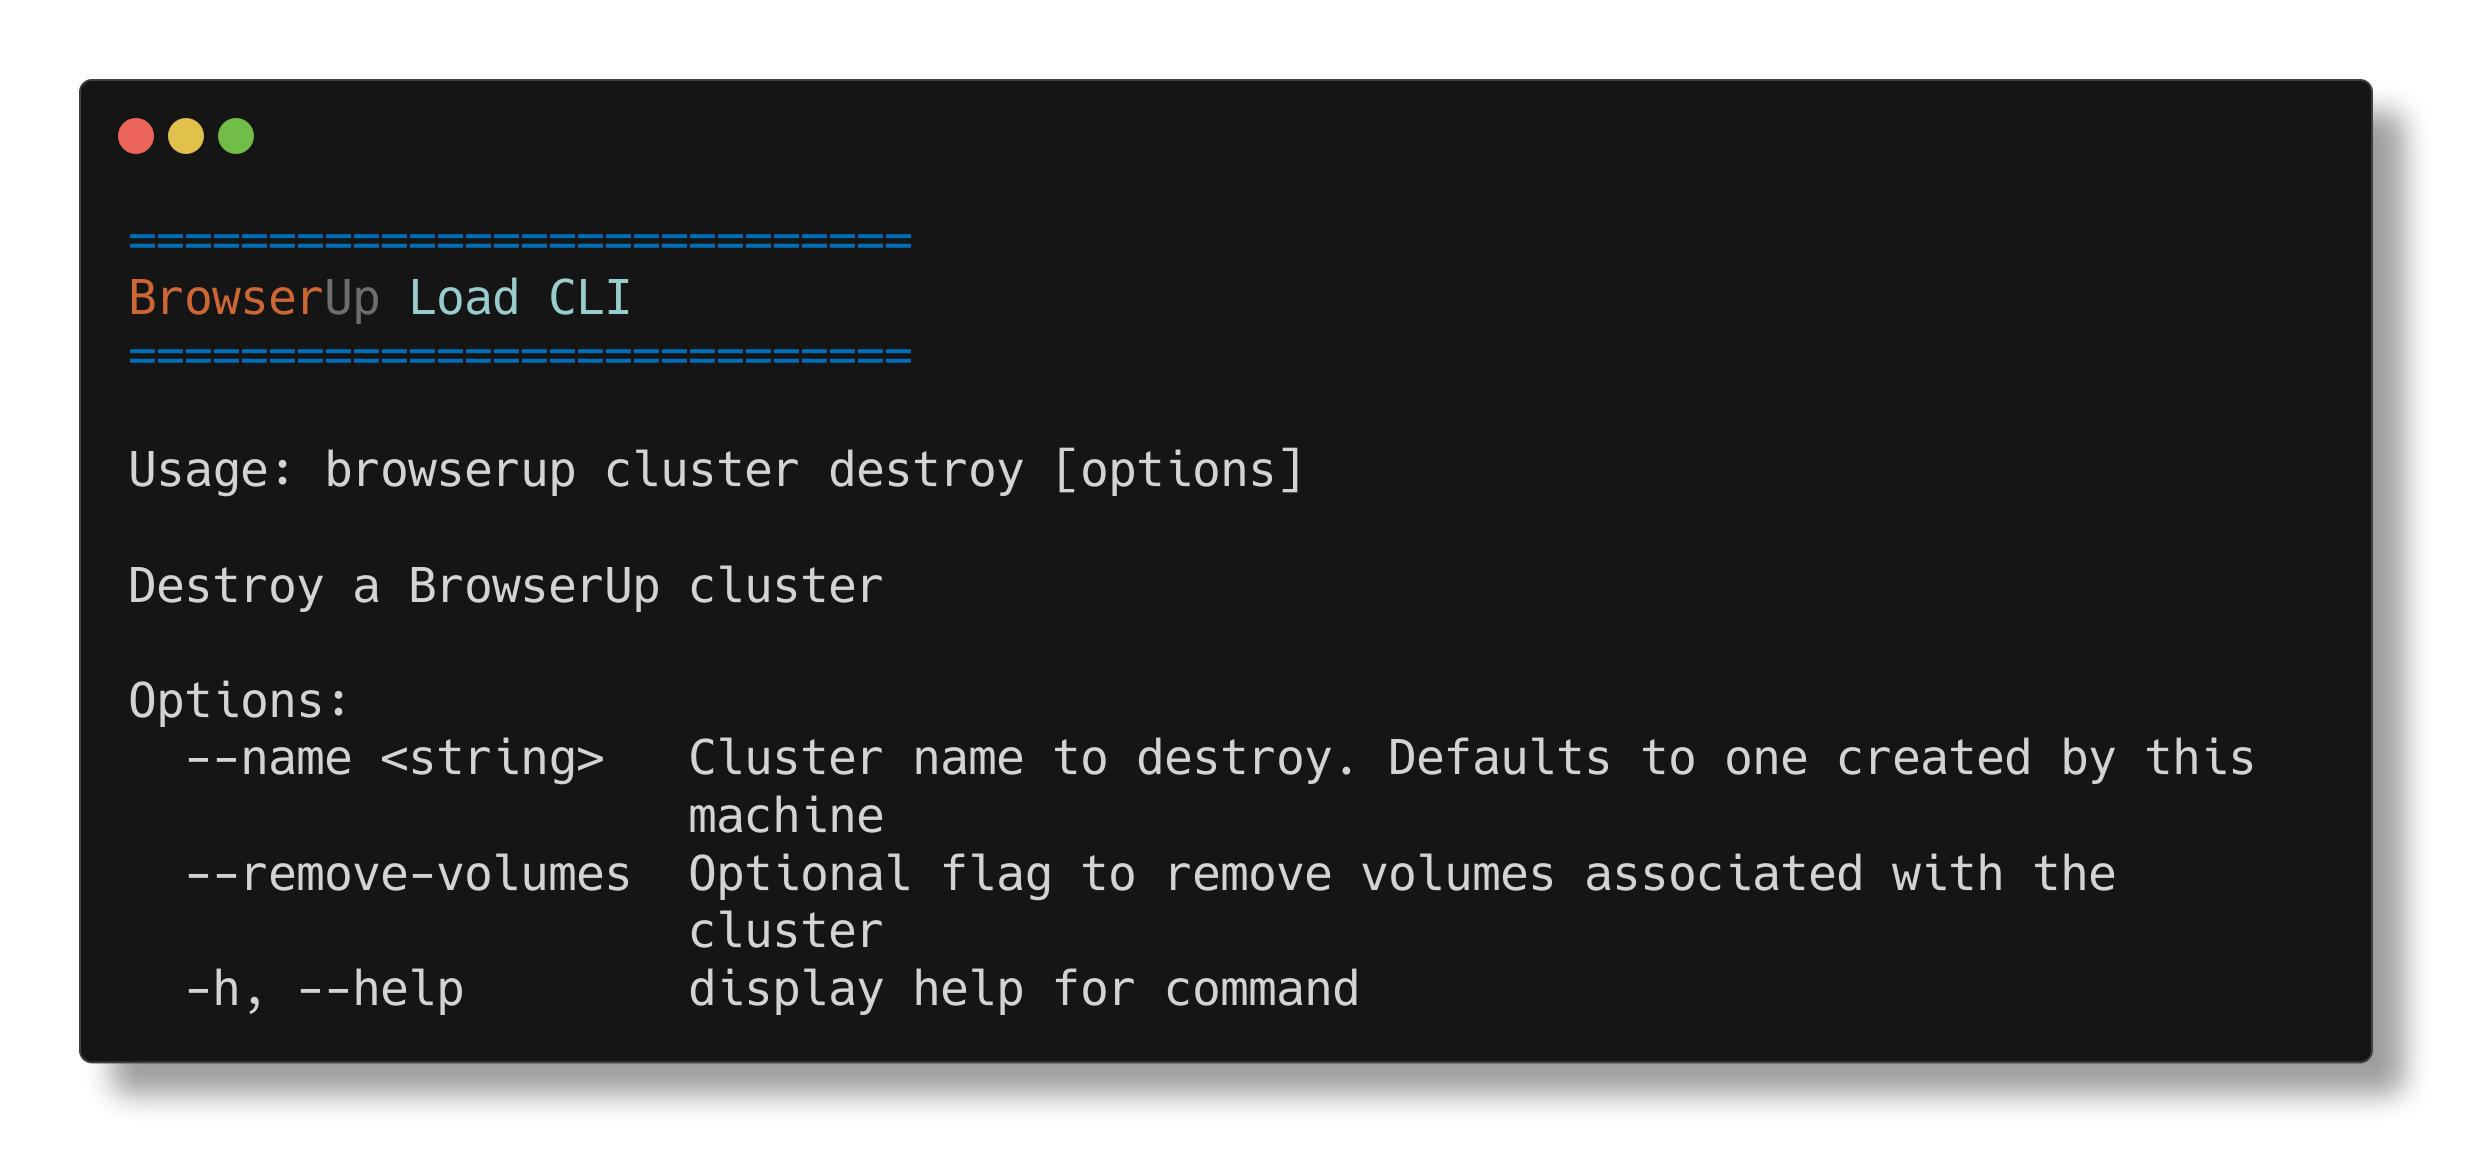 ============================
BrowserUp Load CLI
============================
Usage: browserup cluster destroy [options]
Destroy a BrowserUp cluster
Options:
  --name <string>   Cluster name to destroy. Defaults to one created by this
                    machine
  --remove-volumes  Optional flag to remove volumes associated with the
                    cluster
  -h, --help        display help for command